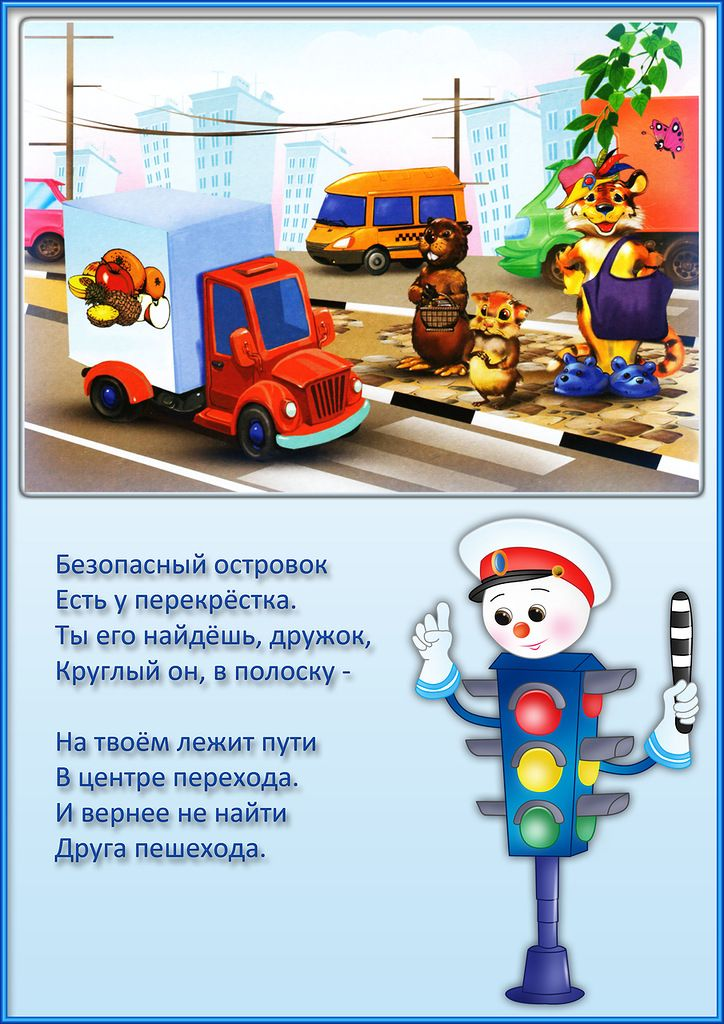 Безопасный островок
Есть у перекрёстка.
Ты его найдёшь, дружок,
Круглый он, в полоску -
На твоём лежит пути
В центре перехода.
И вернее не найти
Друга пешехода.